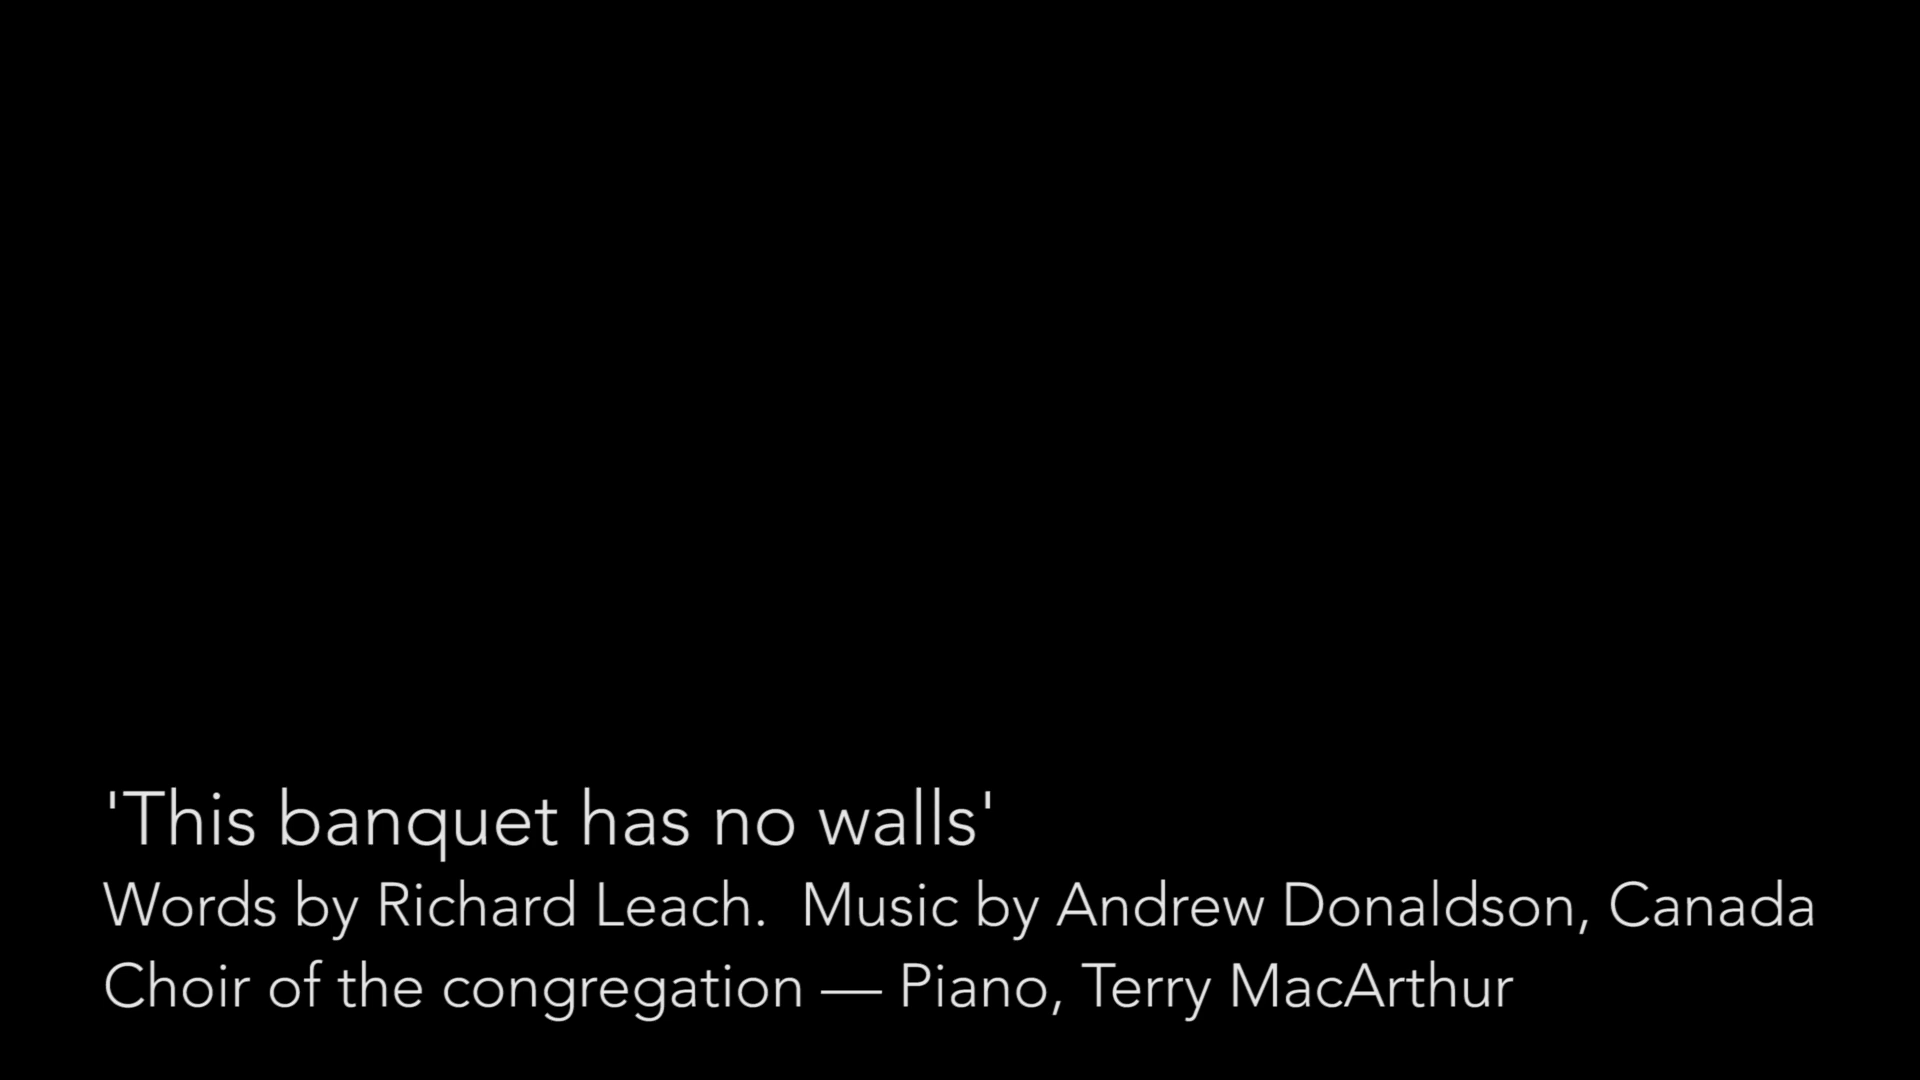 'This banquet has no walls'
Words by Richard Leach.  Music by Andrew Donaldson, Canada
Choir of the congregation — Piano, Terry MacArthur